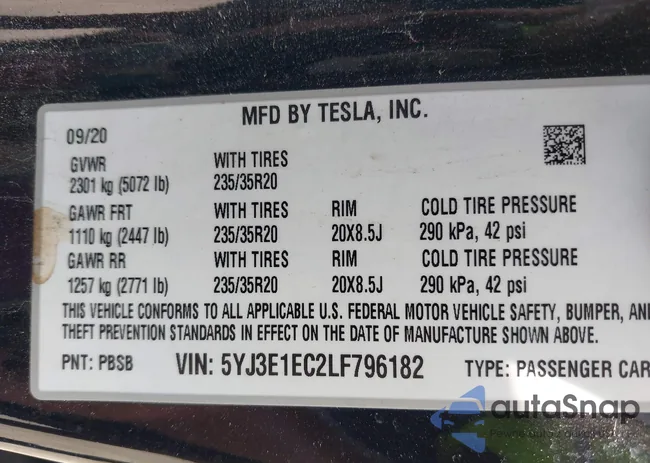 MFD BY TESLA, INC.
09/20
GVWR WITH TIRES
2301 kg (5072 lb) 235/35R20
GAWR FRT WITH TIRES RIM COLD TIRE PRESSURE
1110 kg (2447 lb) 235/35R20 20X8.5J 290 kPa, 42 psi
GAWR RR WITH TIRES RIM COLD TIRE PRESSURE
1257 kg (2771 lb) 235/35R20 20X8.5J 290 kPa, 42 psi
THIS VEHICLE CONFORMS TO ALL APPLICABLE U.S. FEDERAL MOTOR VEHICLE SAFETY, BUMPER, AND
THEFT PREVENTION STANDARDS IN EFFECT ON THE DATE OF MANUFACTURE SHOWN ABOVE.
PNT: PBSB VIN: 5YJ3E1EC2LF796182 TYPE: PASSENGER CAR
autaSnap